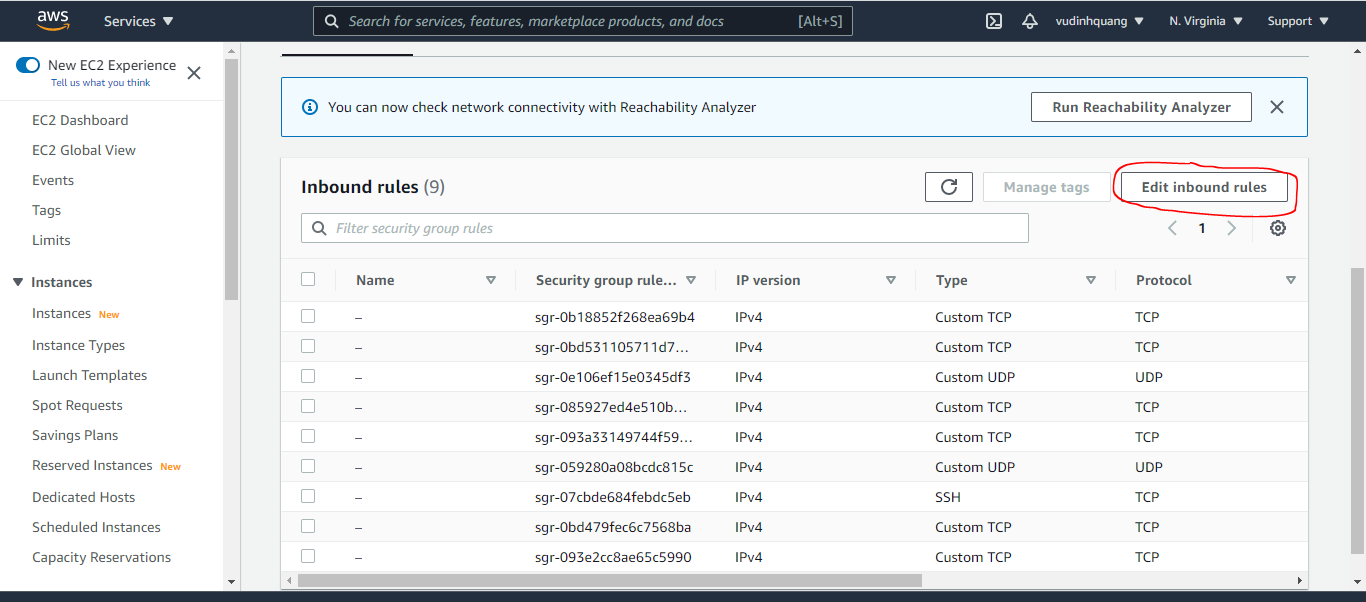 aws Services ▼ Search for services, features, marketplace products, and docs [Alt+S] vudinhquang ▼ N. Virginia ▼ Support ▼
New EC2 Experience
Tell us what you think
EC2 Dashboard
EC2 Global View
Events
Tags
Limits
Instances
Instances New
Instance Types
Launch Templates
Spot Requests
Savings Plans
Reserved Instances New
Dedicated Hosts
Scheduled Instances
Capacity Reservations
You can now check network connectivity with Reachability Analyzer Run Reachability Analyzer
Inbound rules (9) Manage tags Edit inbound rules
Filter security group rules 1
Name Security group rule... IP version Type Protocol
– sgr-0b18852f268ea69b4 IPv4 Custom TCP TCP
– sgr-0bd531105711d7... IPv4 Custom TCP TCP
– sgr-0e106ef15e0345df3 IPv4 Custom UDP UDP
– sgr-085927ed4e510b... IPv4 Custom TCP TCP
– sgr-093a33149744f59... IPv4 Custom TCP TCP
– sgr-059280a08bcdc815c IPv4 Custom UDP UDP
– sgr-07cbde684febdc5eb IPv4 SSH TCP
– sgr-0bd479fec6c7568ba IPv4 Custom TCP TCP
– sgr-093e2cc8ae65c5990 IPv4 Custom TCP TCP